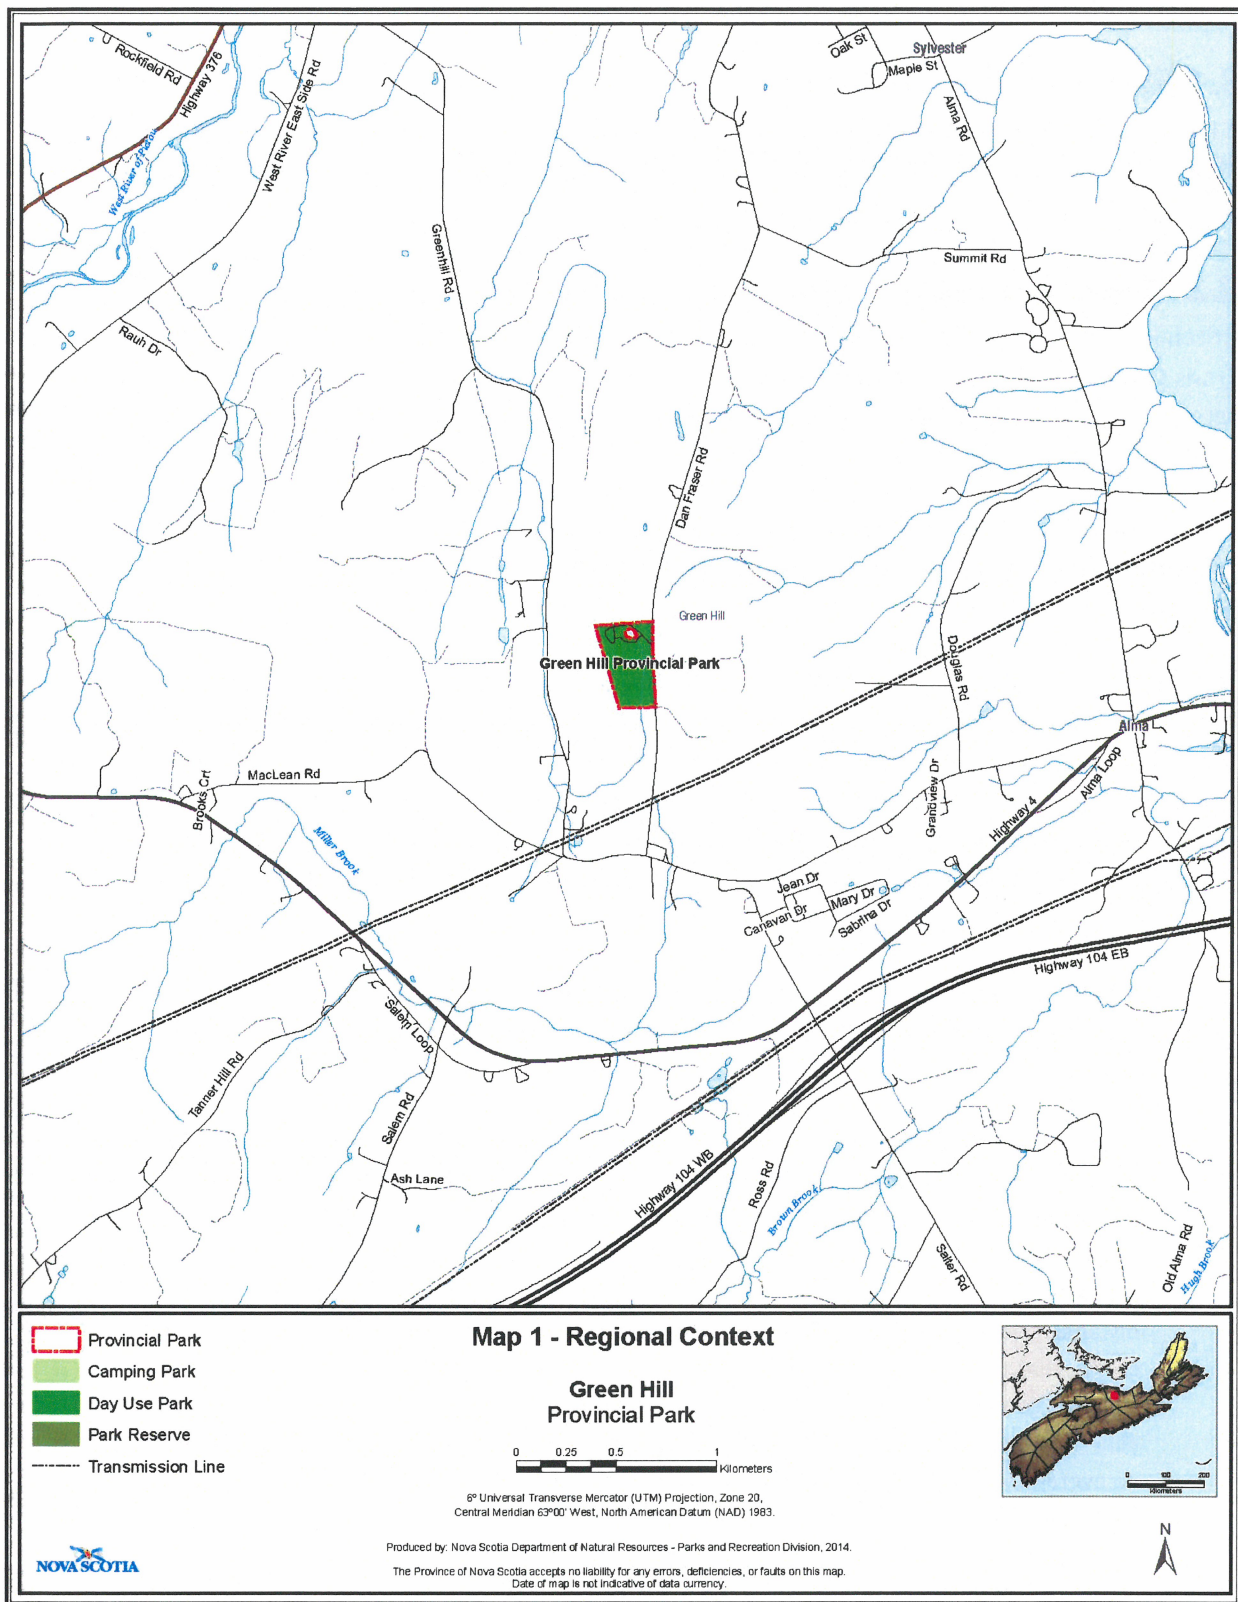 U Rockfield Rd
Highway 376
West River of Pictou
West River East Side Rd
Oak St
Sylvester
Maple St
Alma Rd
Greenhill Rd
Summit Rd
Rauh Dr
Dan Fraser Rd
Green Hill
Green Hill Provincial Park
Douglas Rd
Alma
Alma Loop
MacLean Rd
Brooks Crt
Miller Brook
Grandview Dr
Highway 4
Jean Dr
Mary Dr
Canavan Dr
Sabrina Dr
Highway 104 EB
Salem Loop
Tanner Hill Rd
Salem Rd
Ash Lane
Highway 104 WB
Ross Rd
Brown Brook
Salter Rd
Old Alma Rd
Hugh Brook
Provincial Park
Camping Park
Day Use Park
Park Reserve
Transmission Line
Map 1 - Regional Context
Green Hill
Provincial Park
0 0.25 0.5 1
Kilometers
6º Universal Transverse Mercator (UTM) Projection, Zone 20,
Central Meridian 63º00' West, North American Datum (NAD) 1983.
Produced by: Nova Scotia Department of Natural Resources - Parks and Recreation Division, 2014.
The Province of Nova Scotia accepts no liability for any errors, deficiencies, or faults on this map.
Date of map is not indicative of data currency.
NOVA SCOTIA
0 100 200
Kilometers
N